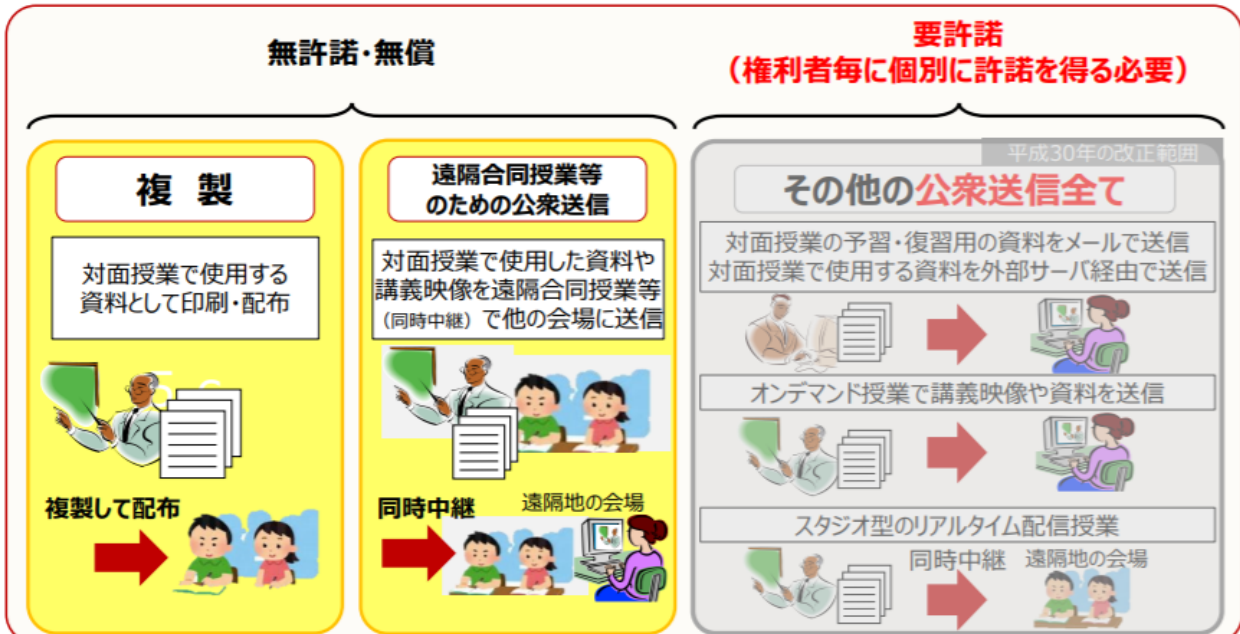 無許諾・無償
要許諾
（権利者毎に個別に許諾を得る必要）
複 製
対面授業で使用する
資料として印刷・配布
複製して配布
遠隔合同授業等
のための公衆送信
対面授業で使用した資料や
講義映像を遠隔合同授業等
（同時中継）で他の会場に送信
同時中継
遠隔地の会場
平成30年の改正範囲
その他の公衆送信全て
対面授業の予習・復習用の資料をメールで送信
対面授業で使用する資料を外部サーバ経由で送信
オンデマンド授業で講義映像や資料を送信
スタジオ型のリアルタイム配信授業
同時中継
遠隔地の会場